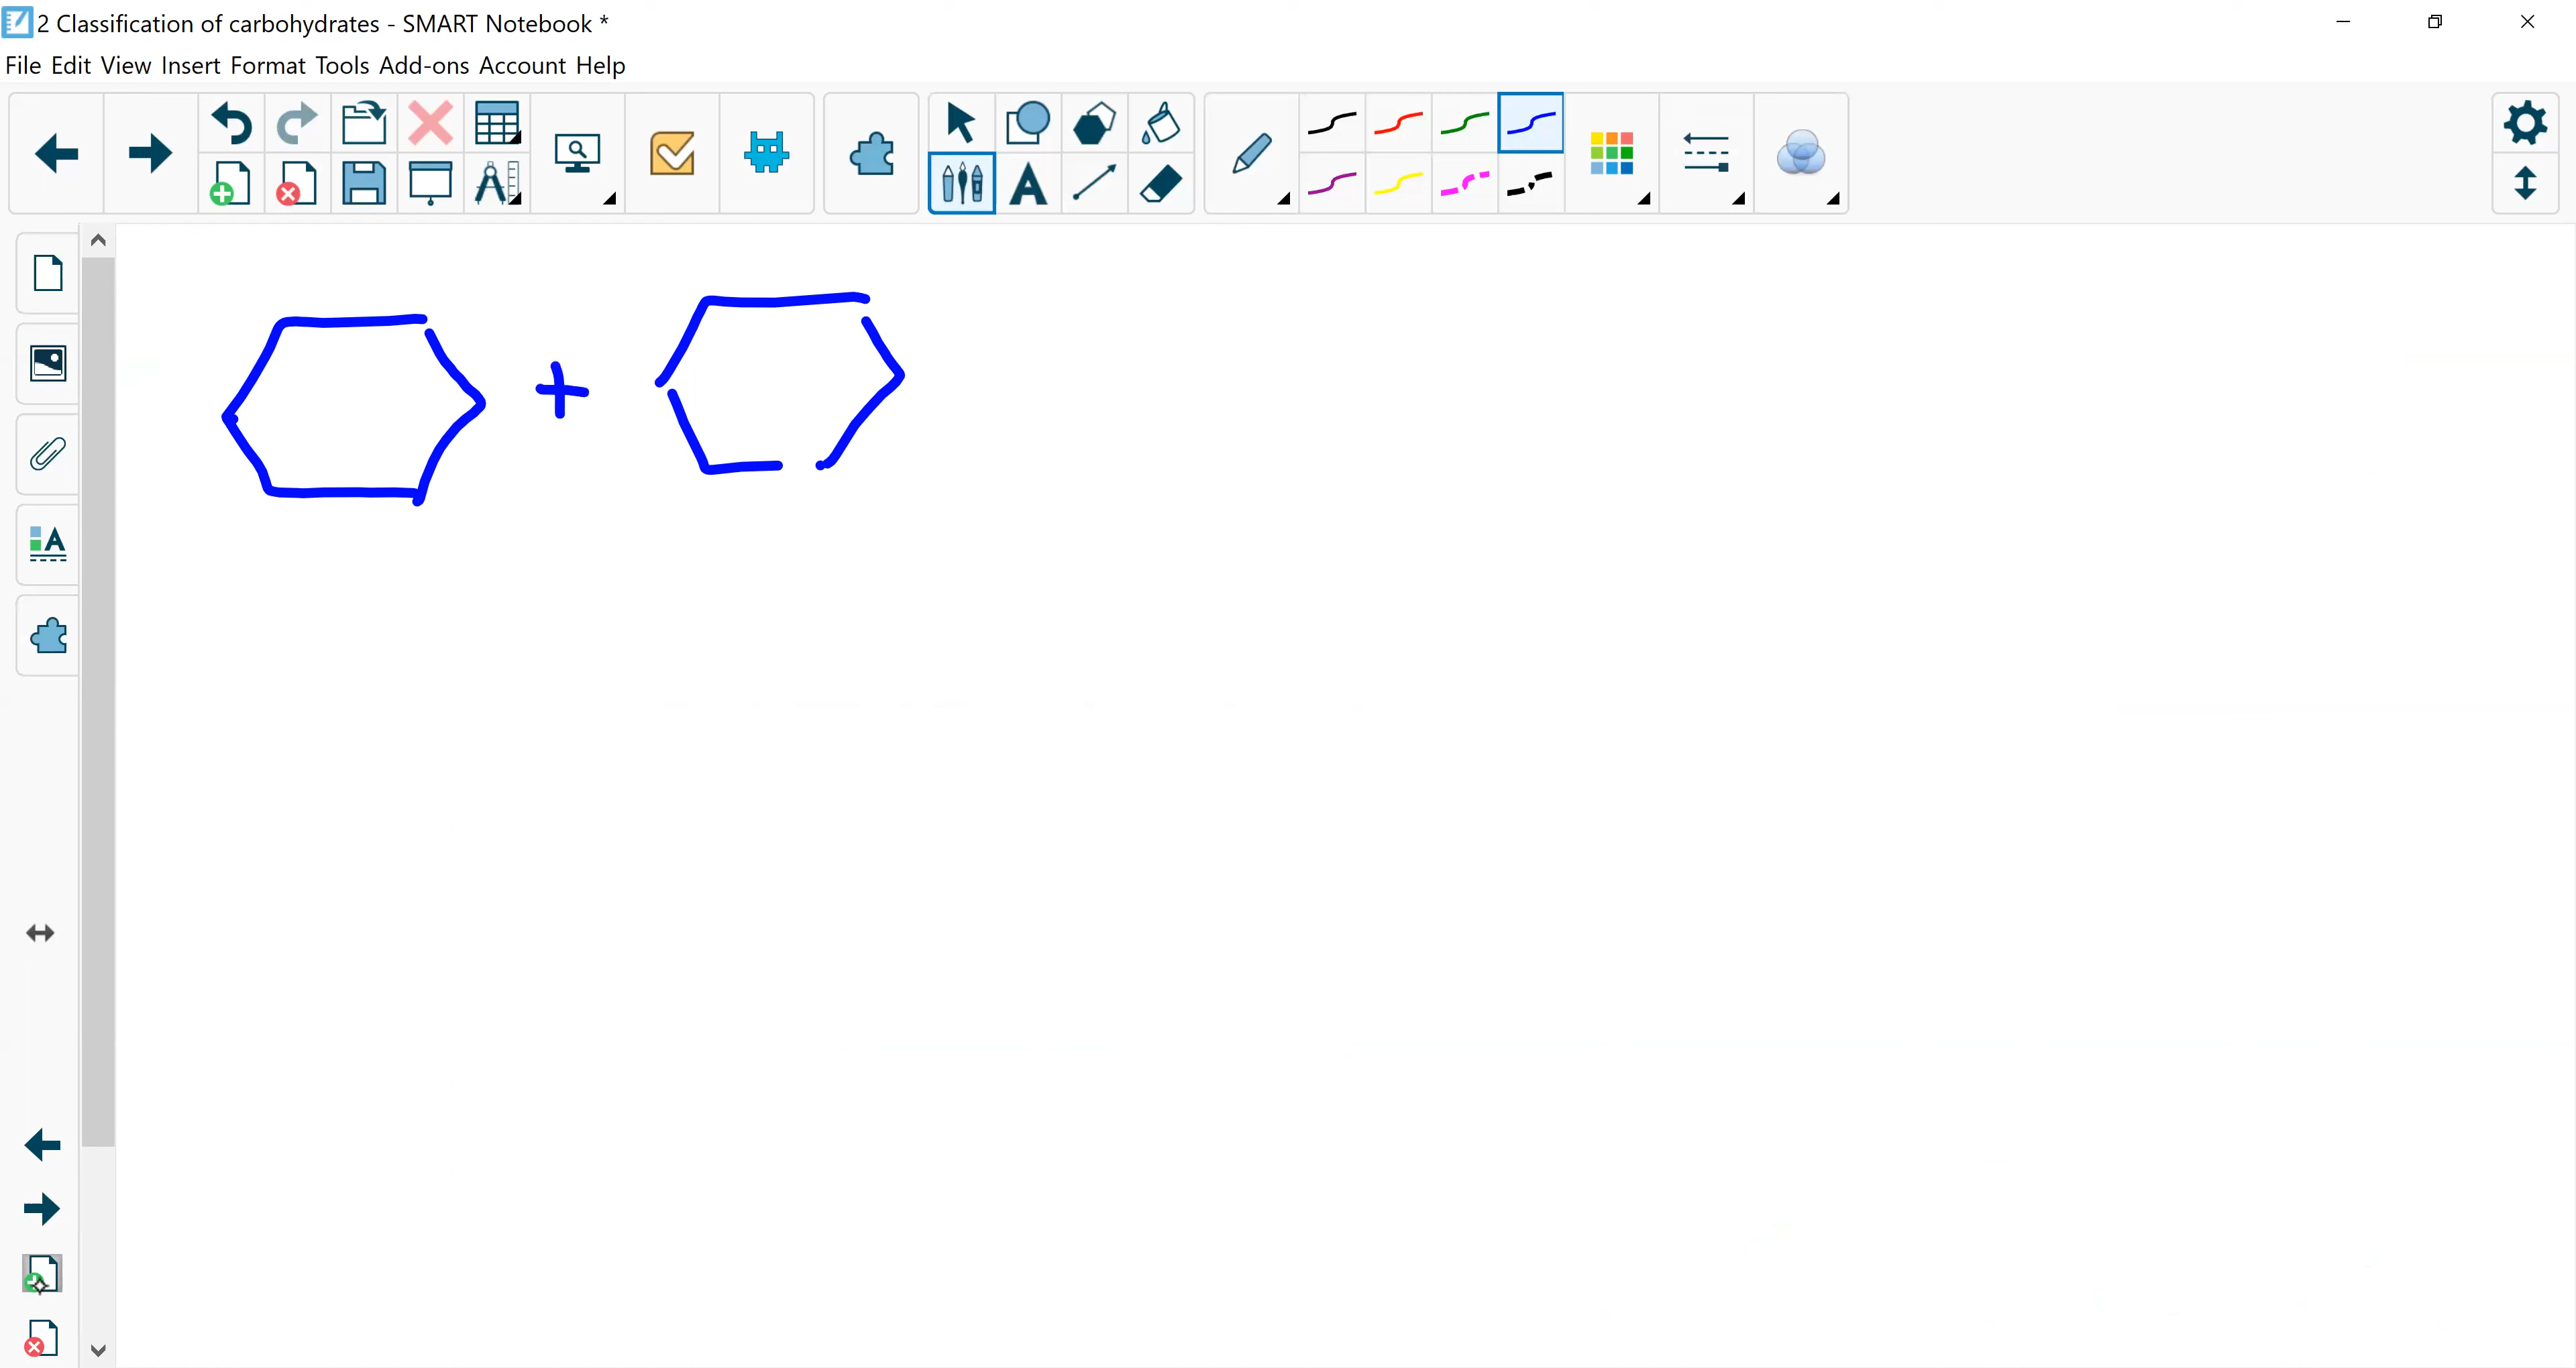 2 Classification of carbohydrates - SMART Notebook *
File Edit View Insert Format Tools Add-ons Account Help
+